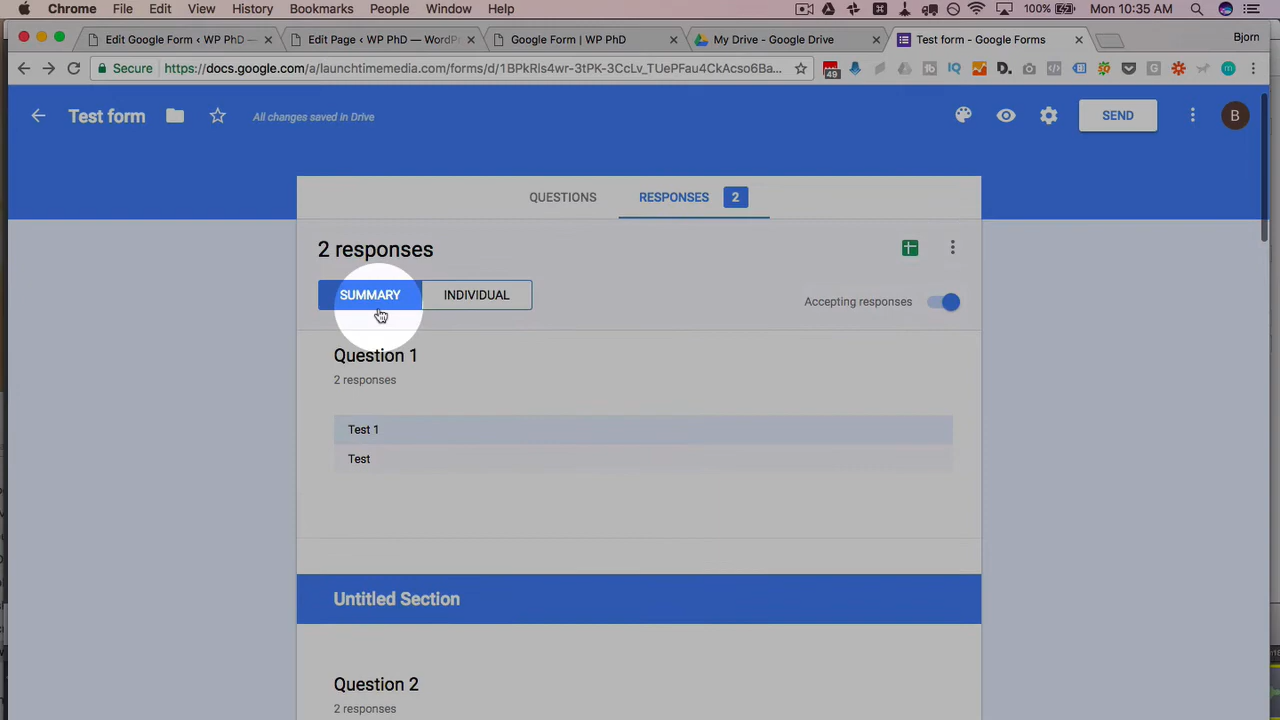 Chrome File Edit View History Bookmarks People Window Help 100% Mon 10:35 AM
Edit Google Form ‹ WP PhD — × Edit Page ‹ WP PhD — WordP × Google Form | WP PhD × My Drive - Google Drive × Test form - Google Forms × Bjorn
Secure https://docs.google.com/a/launchtimemedia.com/forms/d/1BPkRls4wr-3tPK-3CcLv_TUePFau4CkAcso6Ba... 49
Test form All changes saved in Drive SEND B
QUESTIONS RESPONSES 2
2 responses
SUMMARY INDIVIDUAL Accepting responses
Question 1
2 responses
Test 1
Test
Untitled Section
Question 2
2 responses